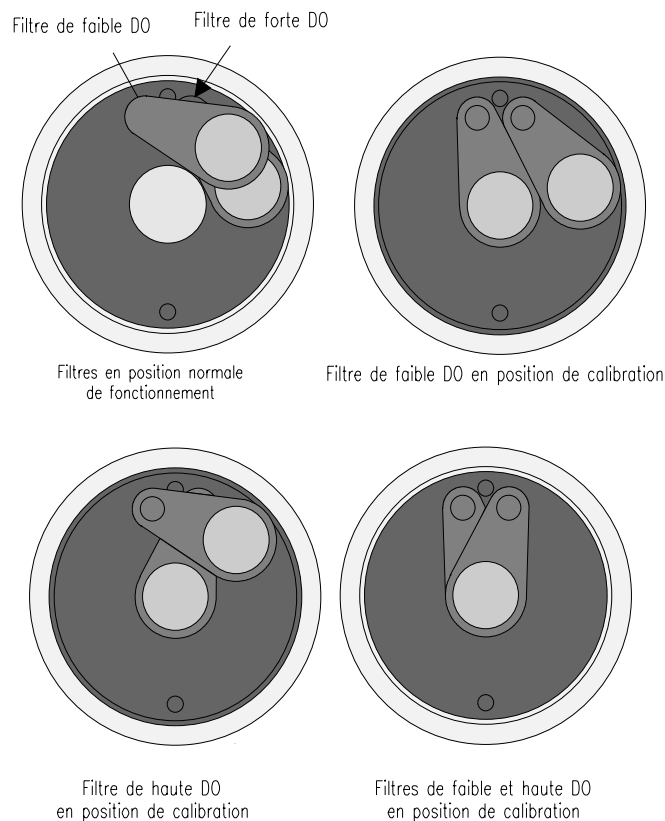 Filtre de faible DO
Filtre de forte DO
Filtres en position normale
de fonctionnement
Filtre de faible DO en position de calibration
Filtre de haute DO
en position de calibration
Filtres de faible et haute DO
en position de calibration